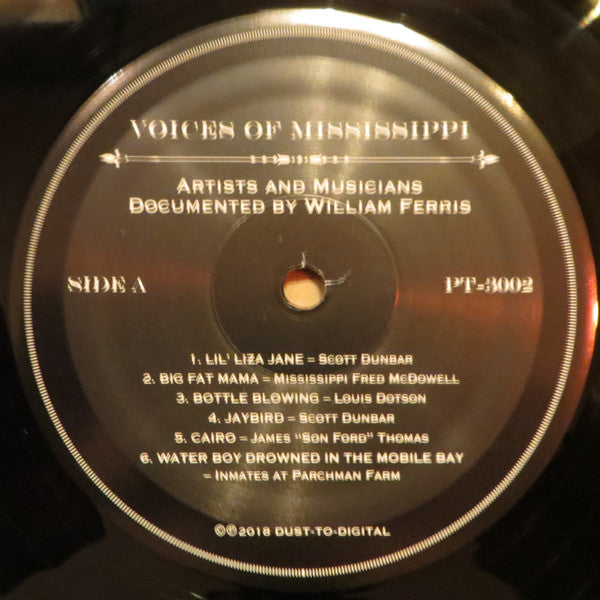 VOICES OF MISSISSIPPI
ARTISTS AND MUSICIANS
DOCUMENTED BY WILLIAM FERRIS
SIDE A PT-3002
1. LIL' LIZA JANE = SCOTT DUNBAR
2. BIG FAT MAMA = MISSISSIPPI FRED MCDOWELL
3. BOTTLE BLOWING = LOUIS DOTSON
4. JAYBIRD = SCOTT DUNBAR
5. CAIRO = JAMES "SON FORD" THOMAS
6. WATER BOY DROWNED IN THE MOBILE BAY
= INMATES AT PARCHMAN FARM
©℗2018 DUST-TO-DIGITAL